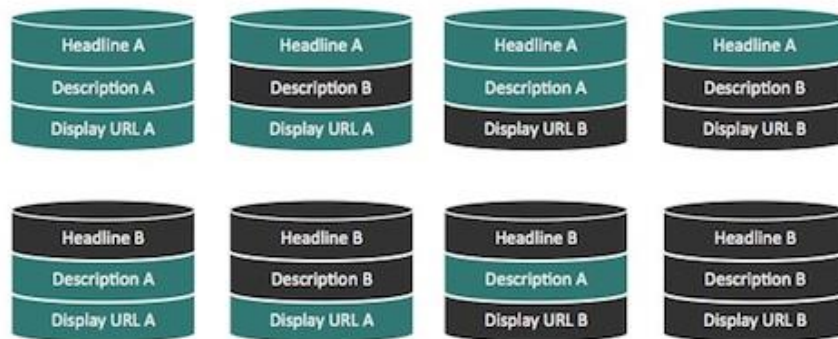 Headline A
Description A
Display URL A
Headline A
Description B
Display URL A
Headline A
Description A
Display URL B
Headline A
Description B
Display URL B
Headline B
Description A
Display URL A
Headline B
Description B
Display URL A
Headline B
Description A
Display URL B
Headline B
Description B
Display URL B